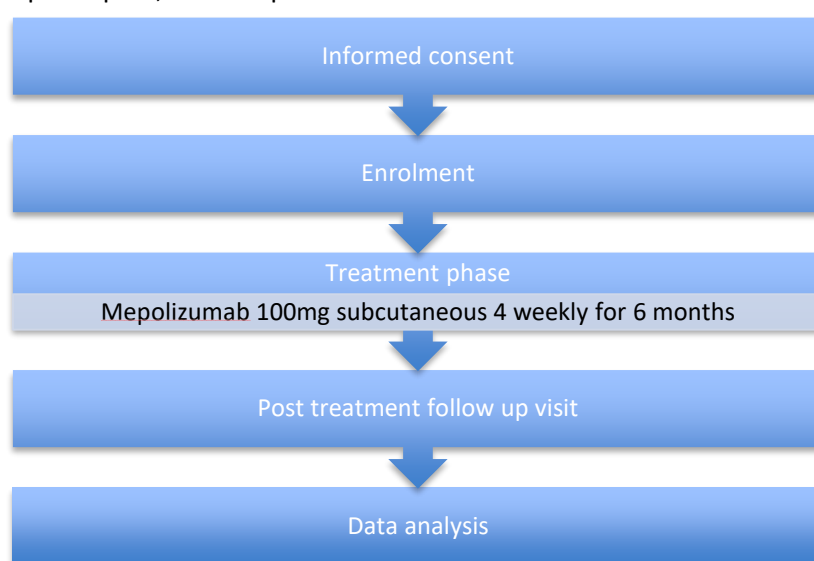 Informed consent
Enrolment
Treatment phase
Mepolizumab 100mg subcutaneous 4 weekly for 6 months
Post treatment follow up visit
Data analysis